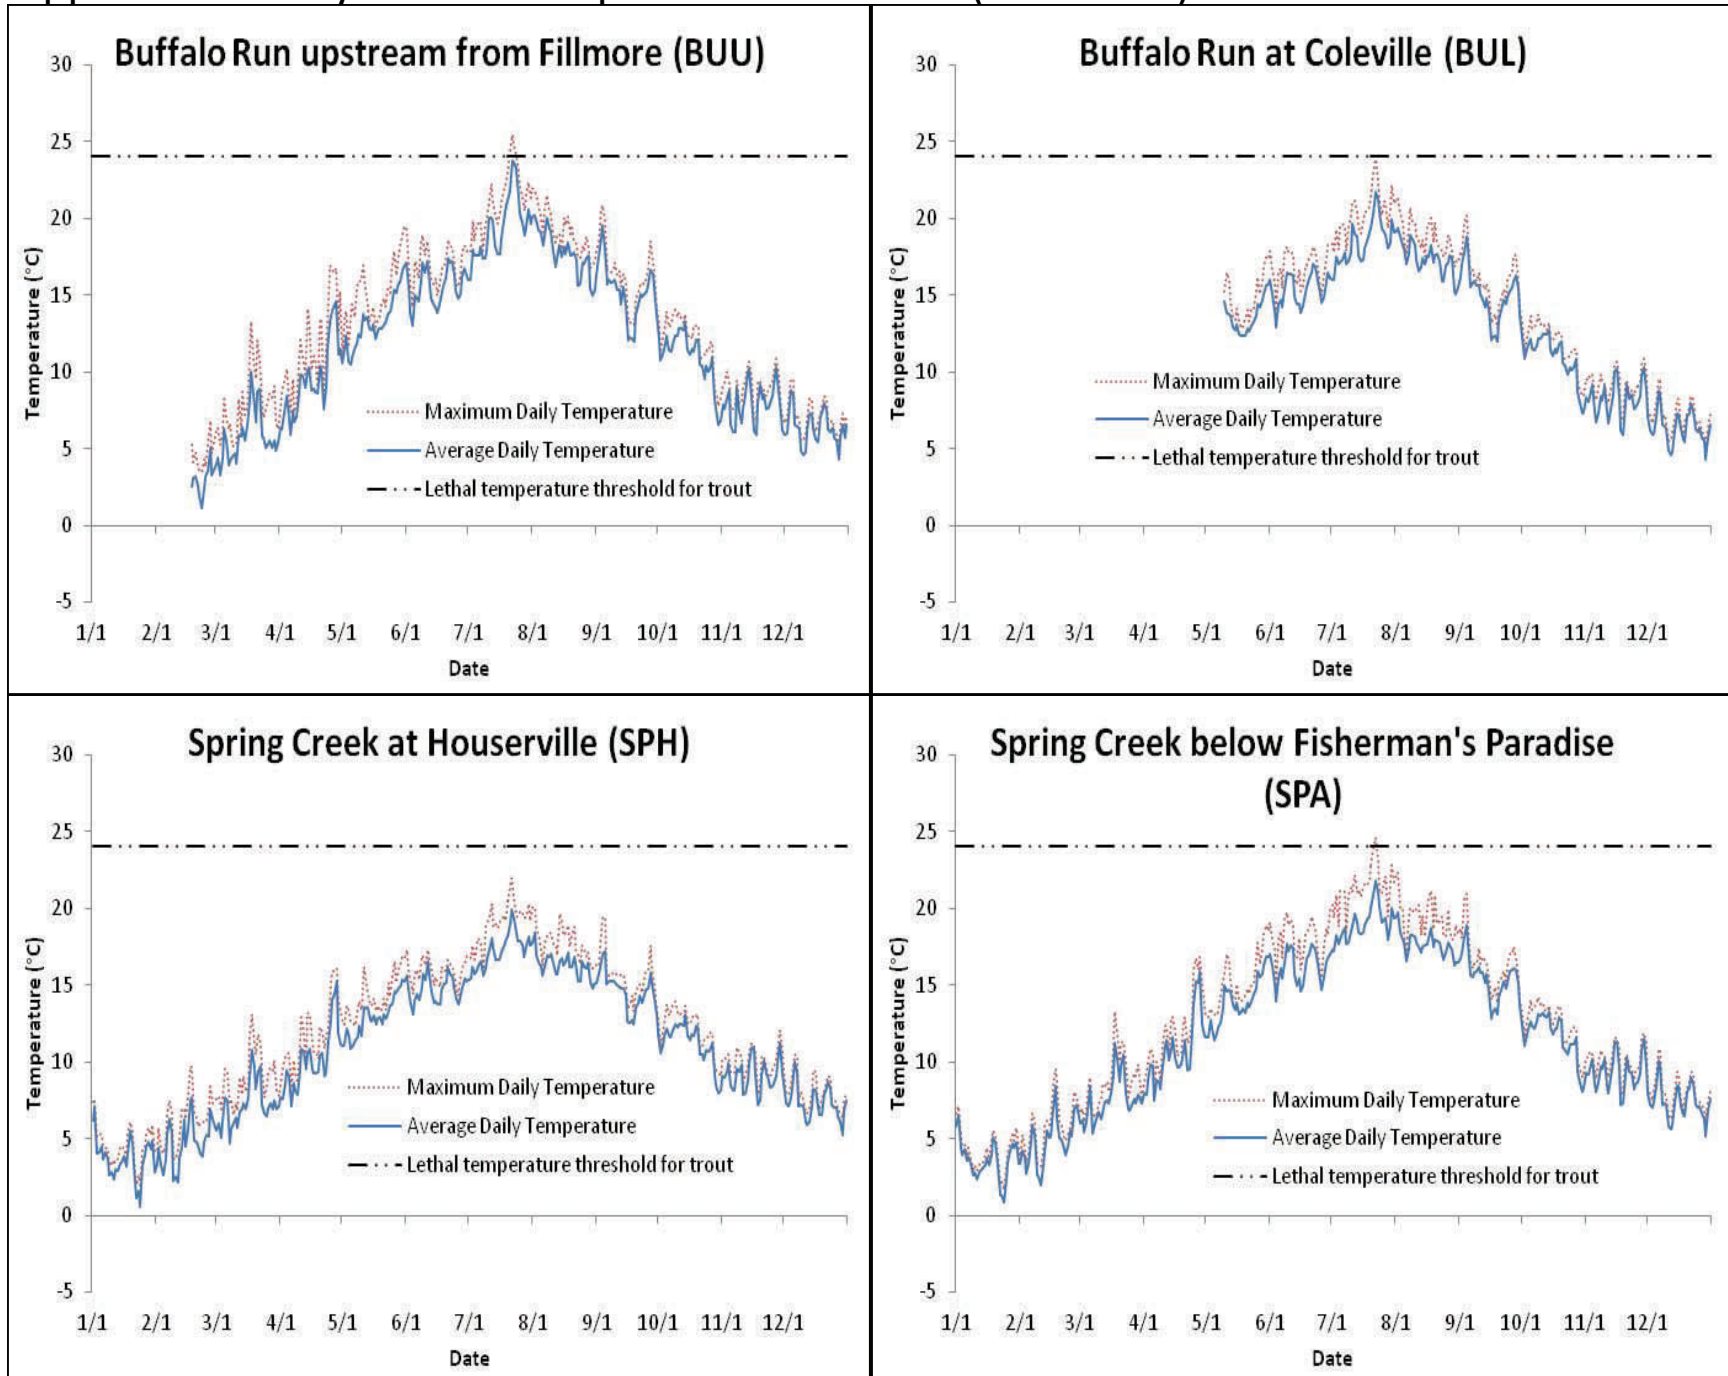 Buffalo Run upstream from Fillmore (BUU)
30
25
20
15
10
5
0
-5
Temperature (°C)
Maximum Daily Temperature
Average Daily Temperature
Lethal temperature threshold for trout
1/1 2/1 3/1 4/1 5/1 6/1 7/1 8/1 9/1 10/1 11/1 12/1
Date
Buffalo Run at Coleville (BUL)
30
25
20
15
10
5
0
-5
Temperature (°C)
Maximum Daily Temperature
Average Daily Temperature
Lethal temperature threshold for trout
1/1 2/1 3/1 4/1 5/1 6/1 7/1 8/1 9/1 10/1 11/1 12/1
Date
Spring Creek at Houserville (SPH)
30
25
20
15
10
5
0
-5
Temperature (°C)
Maximum Daily Temperature
Average Daily Temperature
Lethal temperature threshold for trout
1/1 2/1 3/1 4/1 5/1 6/1 7/1 8/1 9/1 10/1 11/1 12/1
Date
Spring Creek below Fisherman's Paradise
(SPA)
30
25
20
15
10
5
0
-5
Temperature (°C)
Maximum Daily Temperature
Average Daily Temperature
Lethal temperature threshold for trout
1/1 2/1 3/1 4/1 5/1 6/1 7/1 8/1 9/1 10/1 11/1 12/1
Date